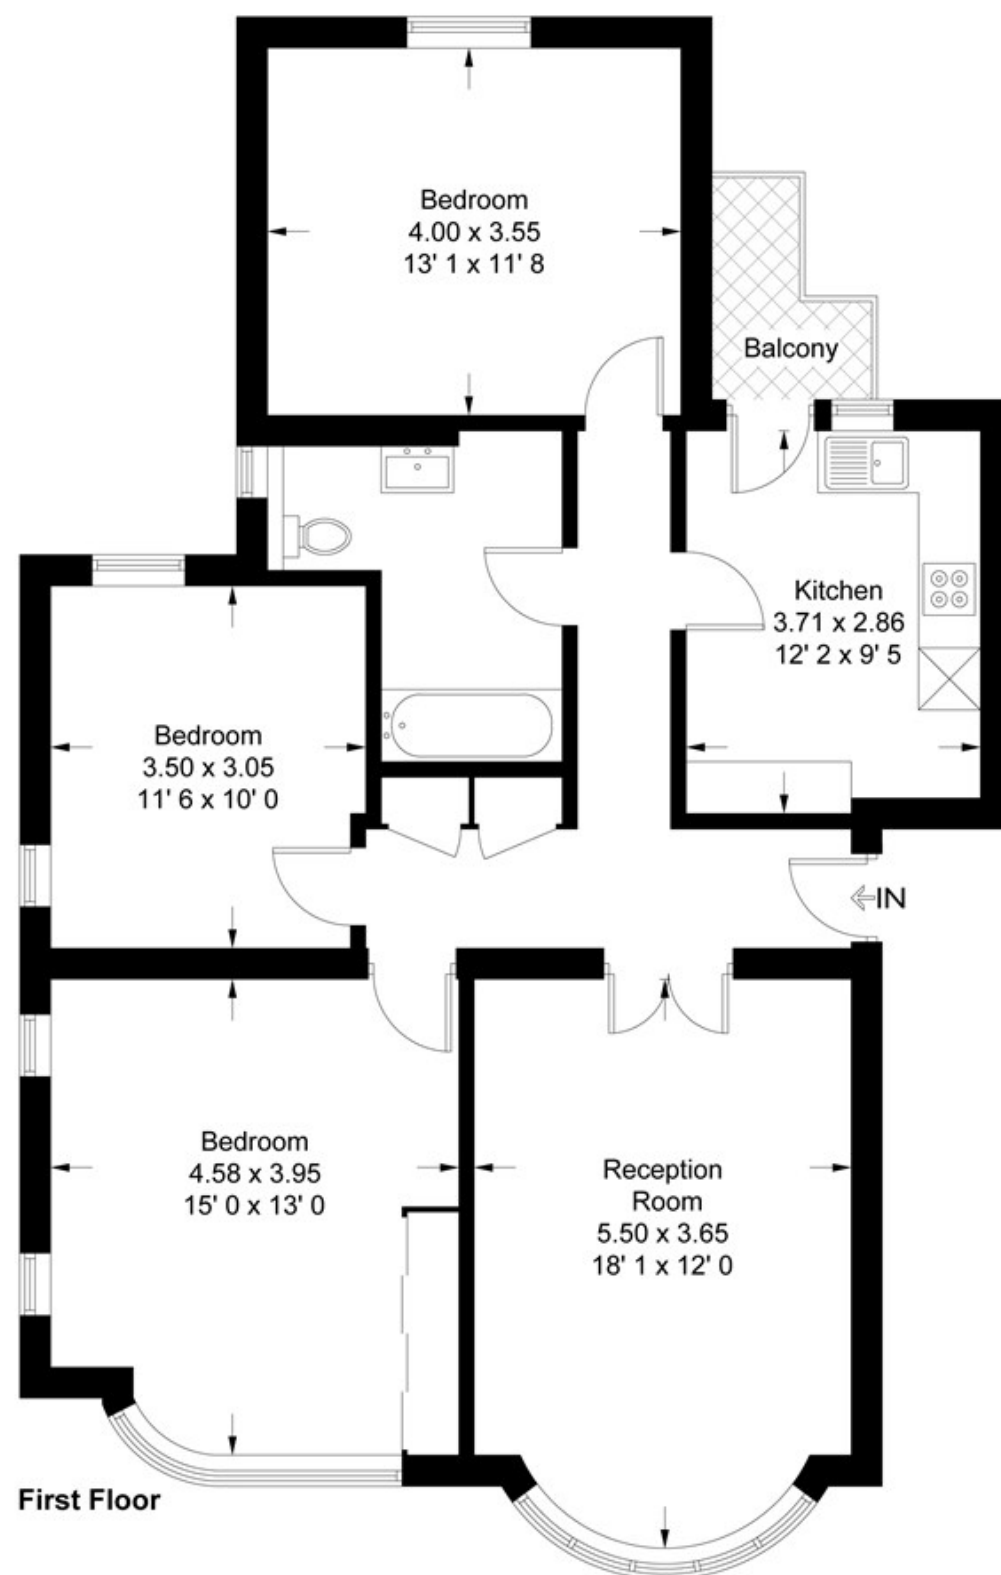 Bedroom
4.00 x 3.55
13' 1 x 11' 8
Balcony
Kitchen
3.71 x 2.86
12' 2 x 9' 5
Bedroom
3.50 x 3.05
11' 6 x 10' 0
IN
Bedroom
4.58 x 3.95
15' 0 x 13' 0
Reception
Room
5.50 x 3.65
18' 1 x 12' 0
First Floor